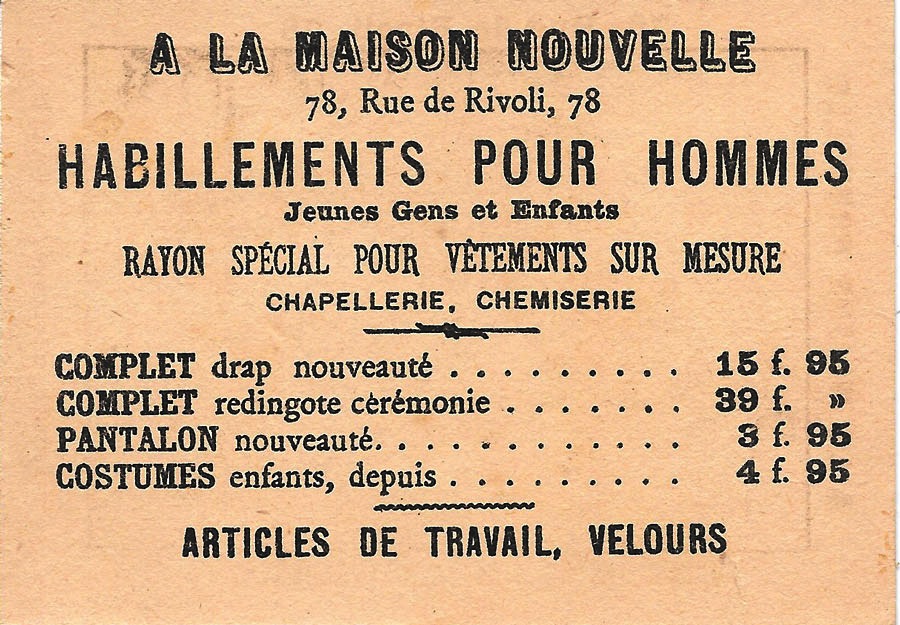 A LA MAISON NOUVELLE
78, Rue de Rivoli, 78
HABILLEMENTS POUR HOMMES
Jeunes Gens et Enfants
RAYON SPÉCIAL POUR VÊTEMENTS SUR MESURE
CHAPELLERIE, CHEMISERIE
COMPLET drap nouveauté . . . . . . . . . . 15 f. 95
COMPLET redingote cérémonie . . . . . . . . 39 f. »
PANTALON nouveauté. . . . . . . . . . . . . 3 f. 95
COSTUMES enfants, depuis . . . . . . . . . . 4 f. 95
ARTICLES DE TRAVAIL, VELOURS